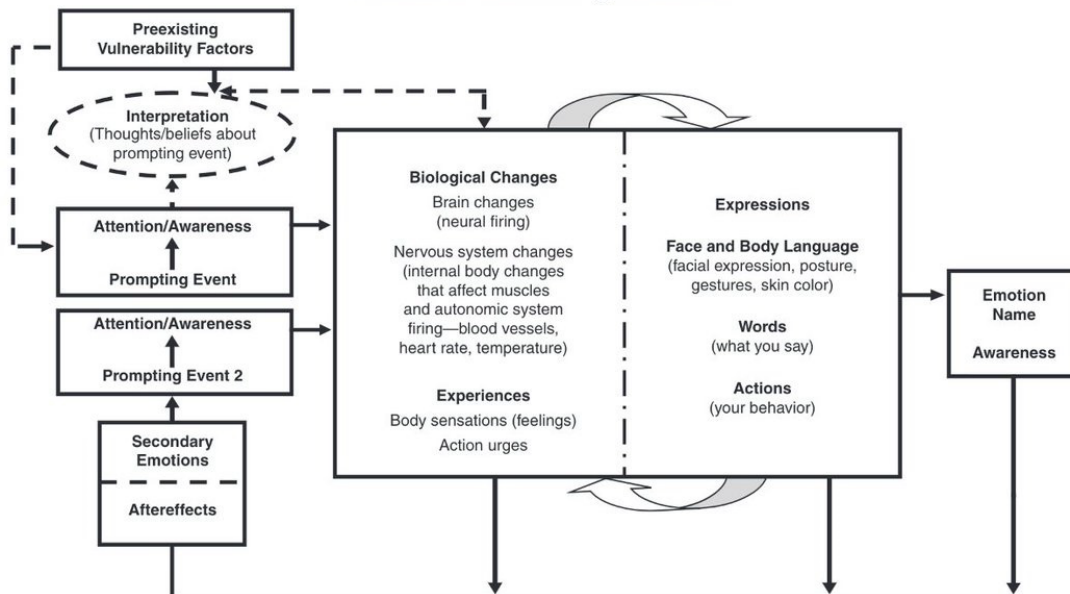 Preexisting
Vulnerability Factors
Interpretation
(Thoughts/beliefs about
prompting event)
Attention/Awareness
Prompting Event
Attention/Awareness
Prompting Event 2
Secondary
Emotions
Aftereffects
Biological Changes
Brain changes
(neural firing)
Nervous system changes
(internal body changes
that affect muscles
and autonomic system
firing—blood vessels,
heart rate, temperature)
Experiences
Body sensations (feelings)
Action urges
Expressions
Face and Body Language
(facial expression, posture,
gestures, skin color)
Words
(what you say)
Actions
(your behavior)
Emotion
Name
Awareness